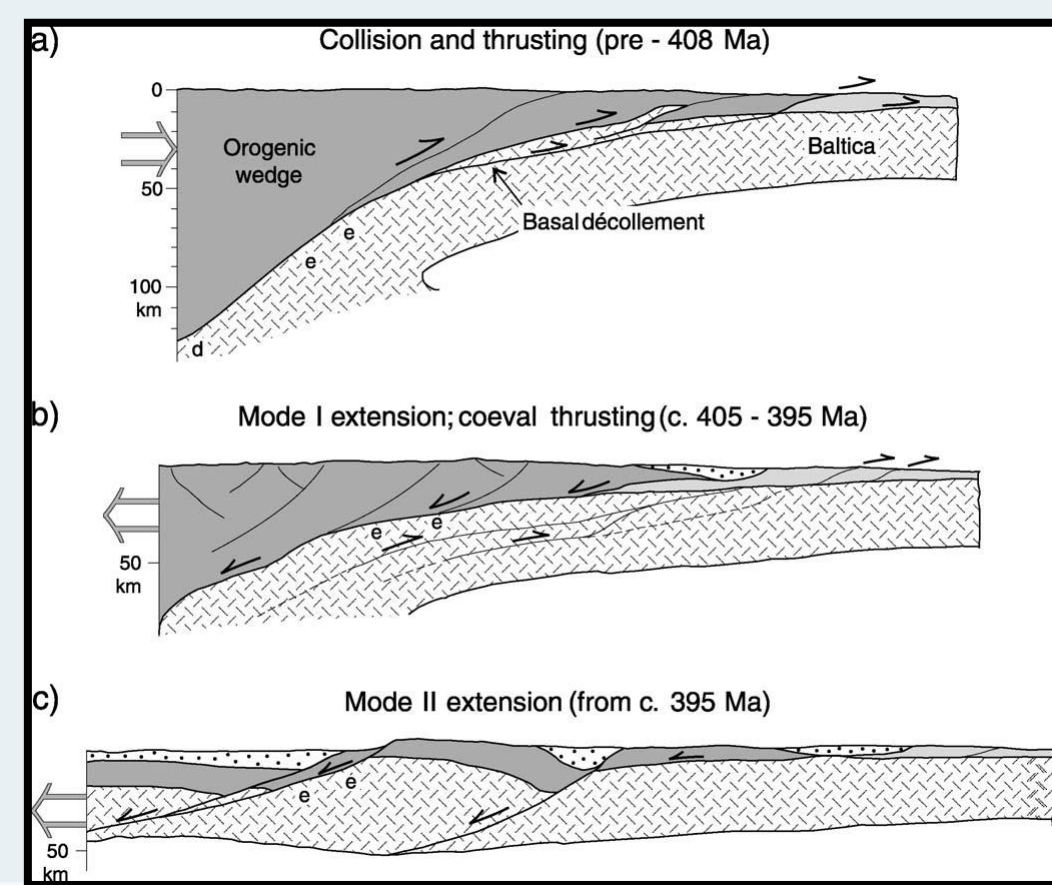 a)
Collision and thrusting (pre - 408 Ma)
0
Orogenic
wedge
Baltica
50
Basal décollement
e
e
100
km
d
b)
Mode I extension; coeval thrusting (c. 405 - 395 Ma)
e
e
50
km
c)
Mode II extension (from c. 395 Ma)
e
e
50
km